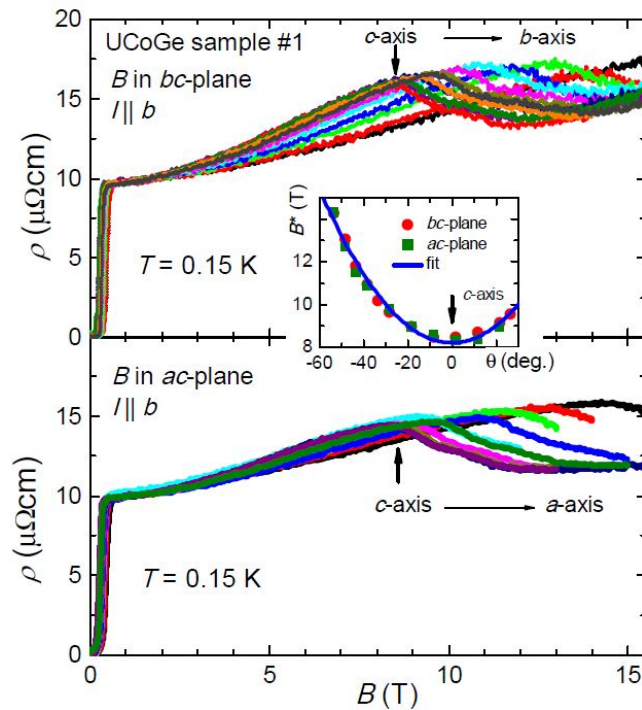 UCoGe sample #1
B in bc-plane
I || b
c-axis
b-axis
20
15
10
5
0
ρ (μΩcm)
T = 0.15 K
B* (T)
14
12
10
8
bc-plane
ac-plane
fit
c-axis
-60 -40 -20 0 20
θ (deg.)
B in ac-plane
I || b
15
10
5
0
ρ (μΩcm)
c-axis
a-axis
T = 0.15 K
0 5 10 15
B (T)